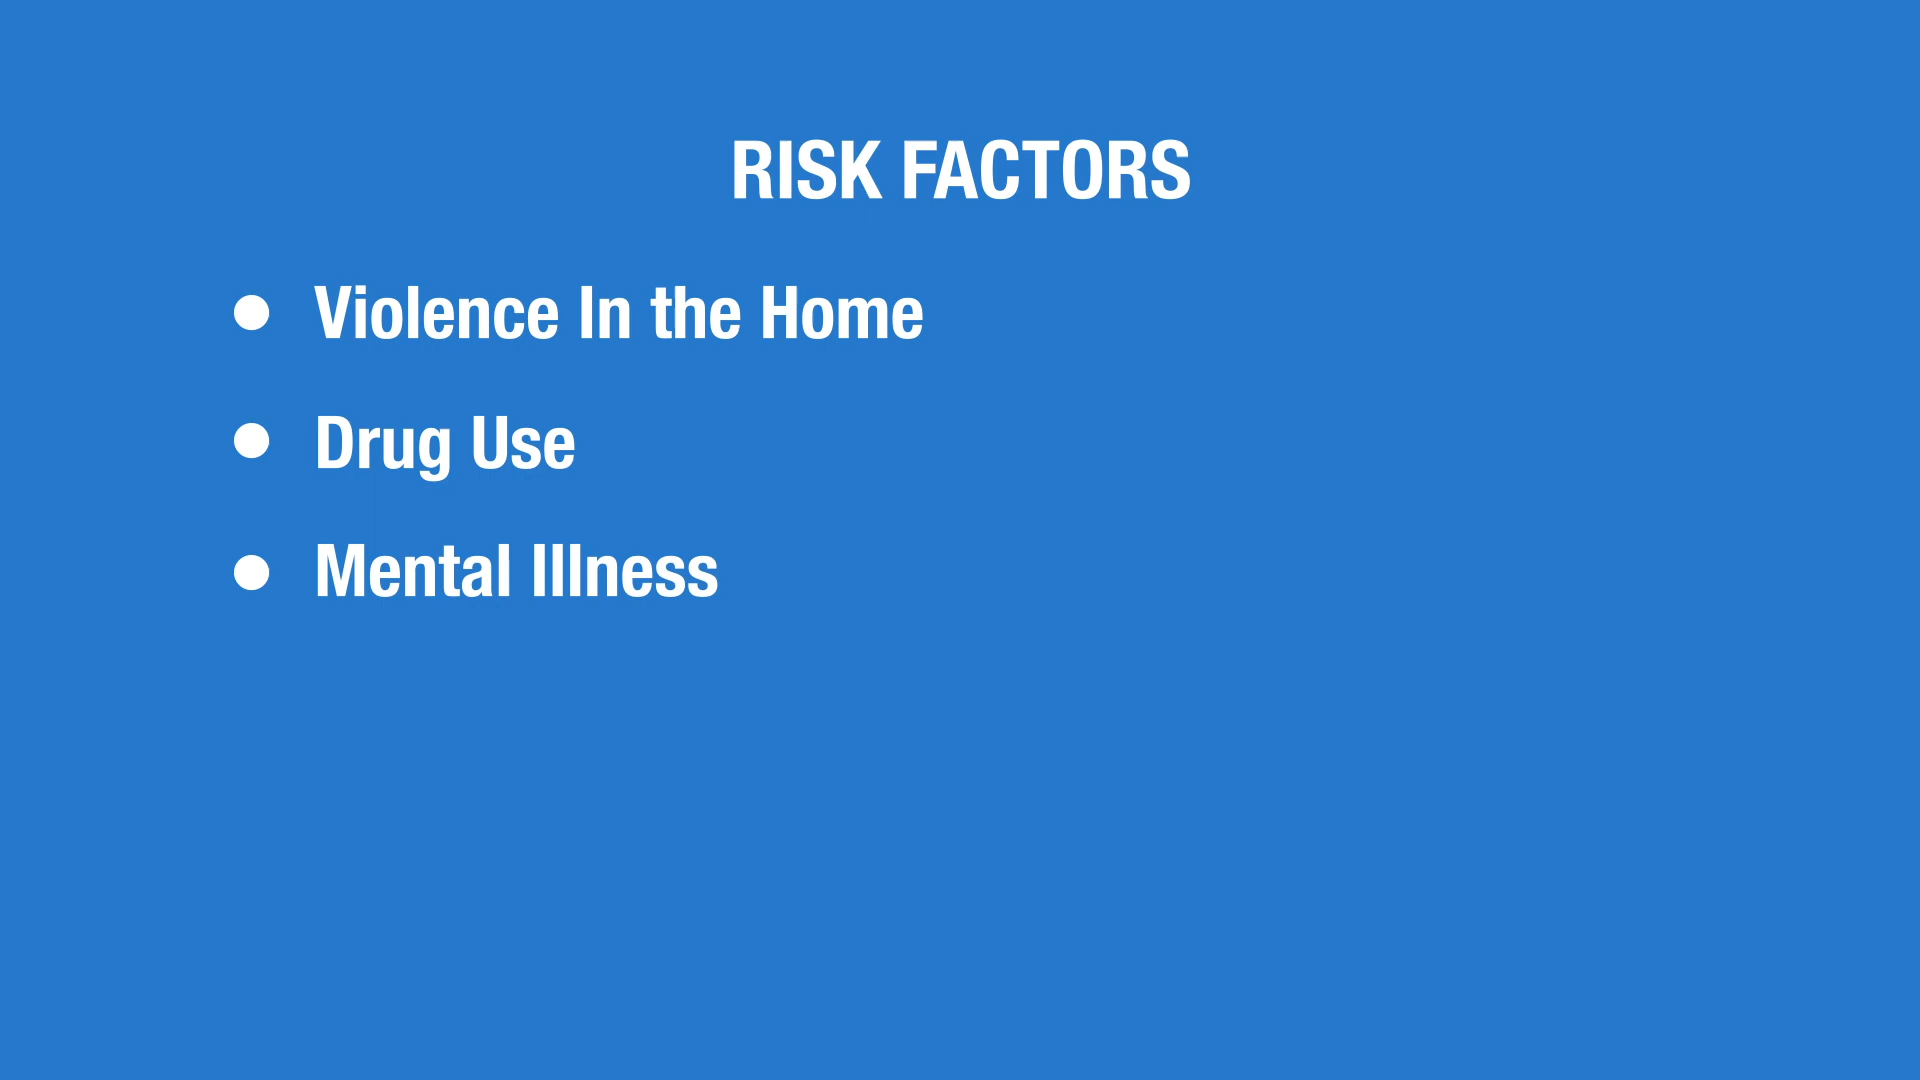 RISK FACTORS
● Violence In the Home
● Drug Use
● Mental Illness